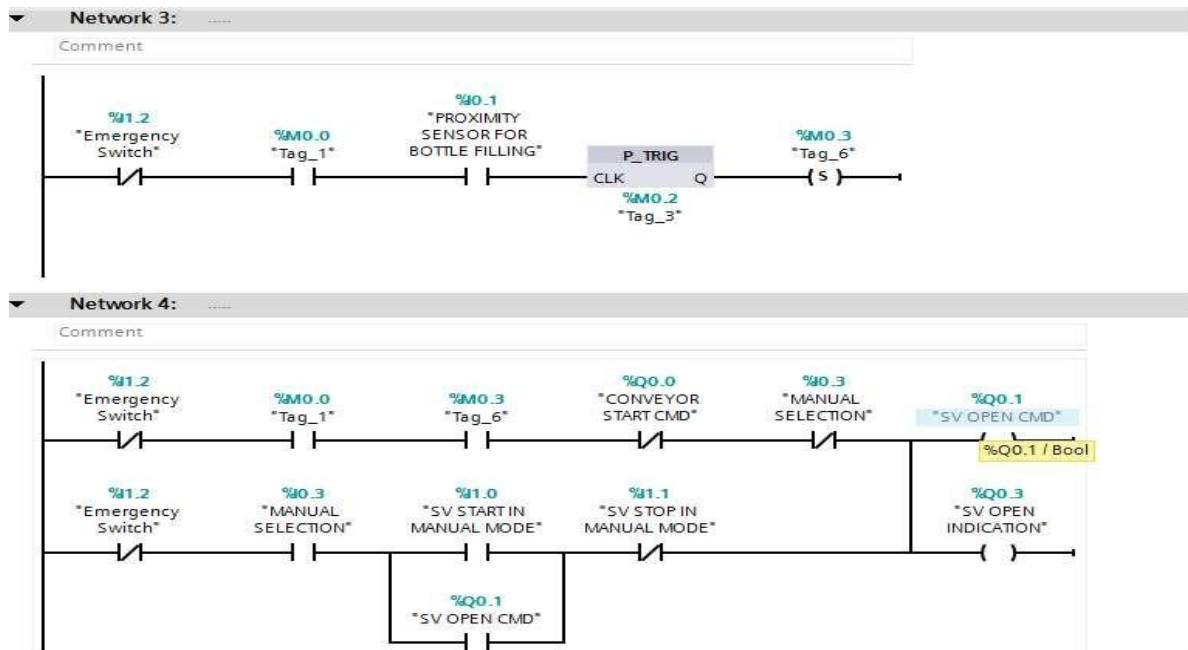 Network 3: .....
Comment
%I1.2
"Emergency
Switch"
%M0.0
"Tag_1"
%I0.1
"PROXIMITY
SENSOR FOR
BOTTLE FILLING"
P_TRIG
CLK Q
%M0.2
"Tag_3"
%M0.3
"Tag_6"
S
Network 4: .....
Comment
%I1.2
"Emergency
Switch"
%M0.0
"Tag_1"
%M0.3
"Tag_6"
%Q0.0
"CONVEYOR
START CMD"
%I0.3
"MANUAL
SELECTION"
%Q0.1
"SV OPEN CMD"
%Q0.1 / Bool
%I1.2
"Emergency
Switch"
%I0.3
"MANUAL
SELECTION"
%I1.0
"SV START IN
MANUAL MODE"
%I1.1
"SV STOP IN
MANUAL MODE"
%Q0.3
"SV OPEN
INDICATION"
%Q0.1
"SV OPEN CMD"